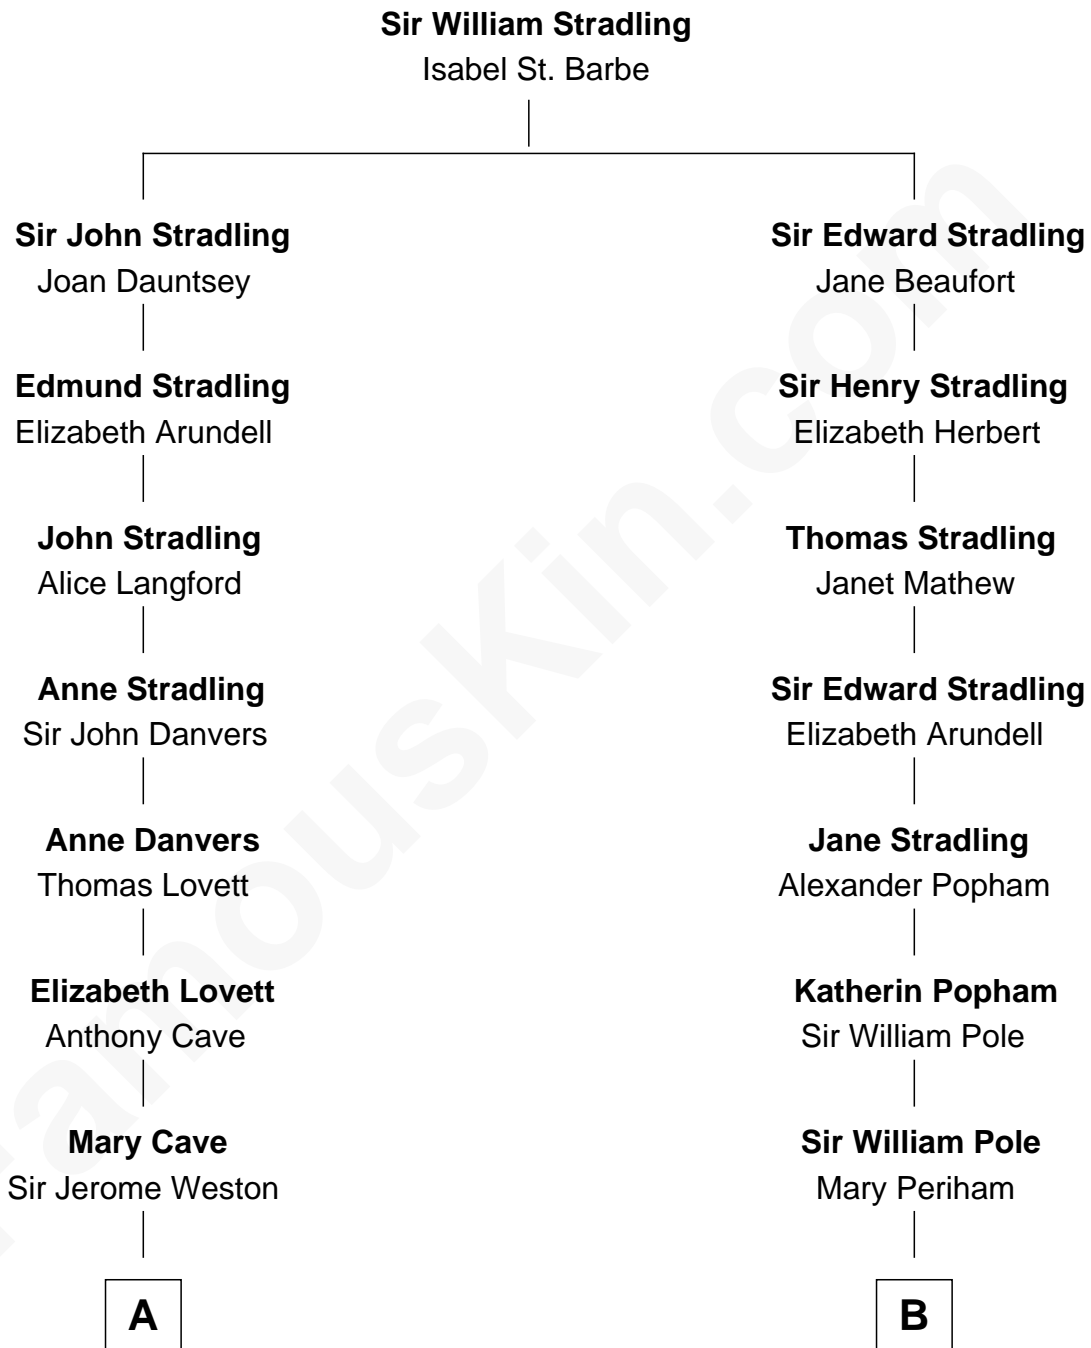 Sir William Stradling
Isabel St. Barbe
Sir John Stradling
Joan Dauntsey
Sir Edward Stradling
Jane Beaufort
Edmund Stradling
Elizabeth Arundell
Sir Henry Stradling
Elizabeth Herbert
John Stradling
Alice Langford
Thomas Stradling
Janet Mathew
Anne Stradling
Sir John Danvers
Sir Edward Stradling
Elizabeth Arundell
Anne Danvers
Thomas Lovett
Jane Stradling
Alexander Popham
Elizabeth Lovett
Anthony Cave
Katherin Popham
Sir William Pole
Mary Cave
Sir Jerome Weston
Sir William Pole
Mary Periham
A
B
FamousKin.com